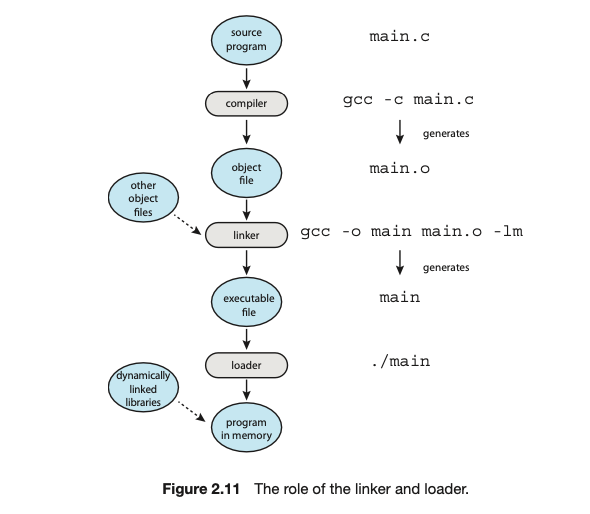 source
program
main.c
compiler
gcc -c main.c
generates
object
file
main.o
other
object
files
linker
gcc -o main main.o -lm
generates
executable
file
main
loader
./main
dynamically
linked
libraries
program
in memory
Figure 2.11 The role of the linker and loader.